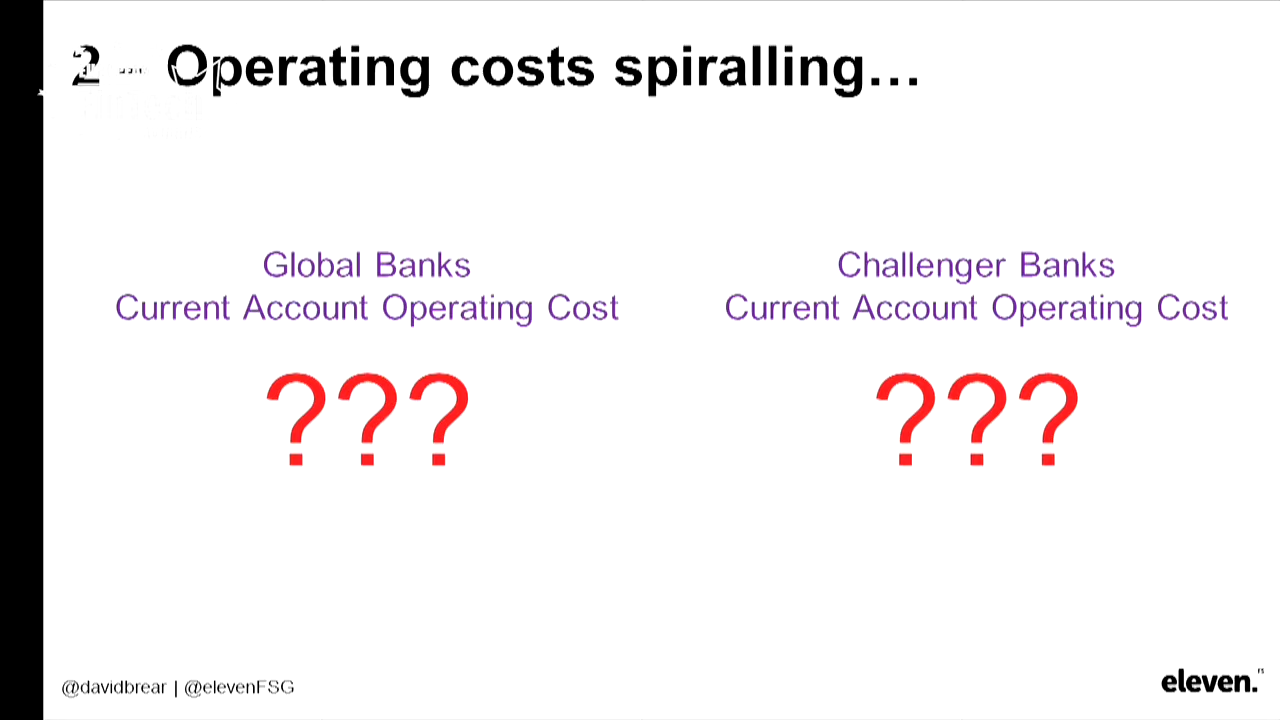 2 – Operating costs spiralling…
Global Banks
Current Account Operating Cost
???
Challenger Banks
Current Account Operating Cost
???
@davidbrear | @elevenFSG
eleven.